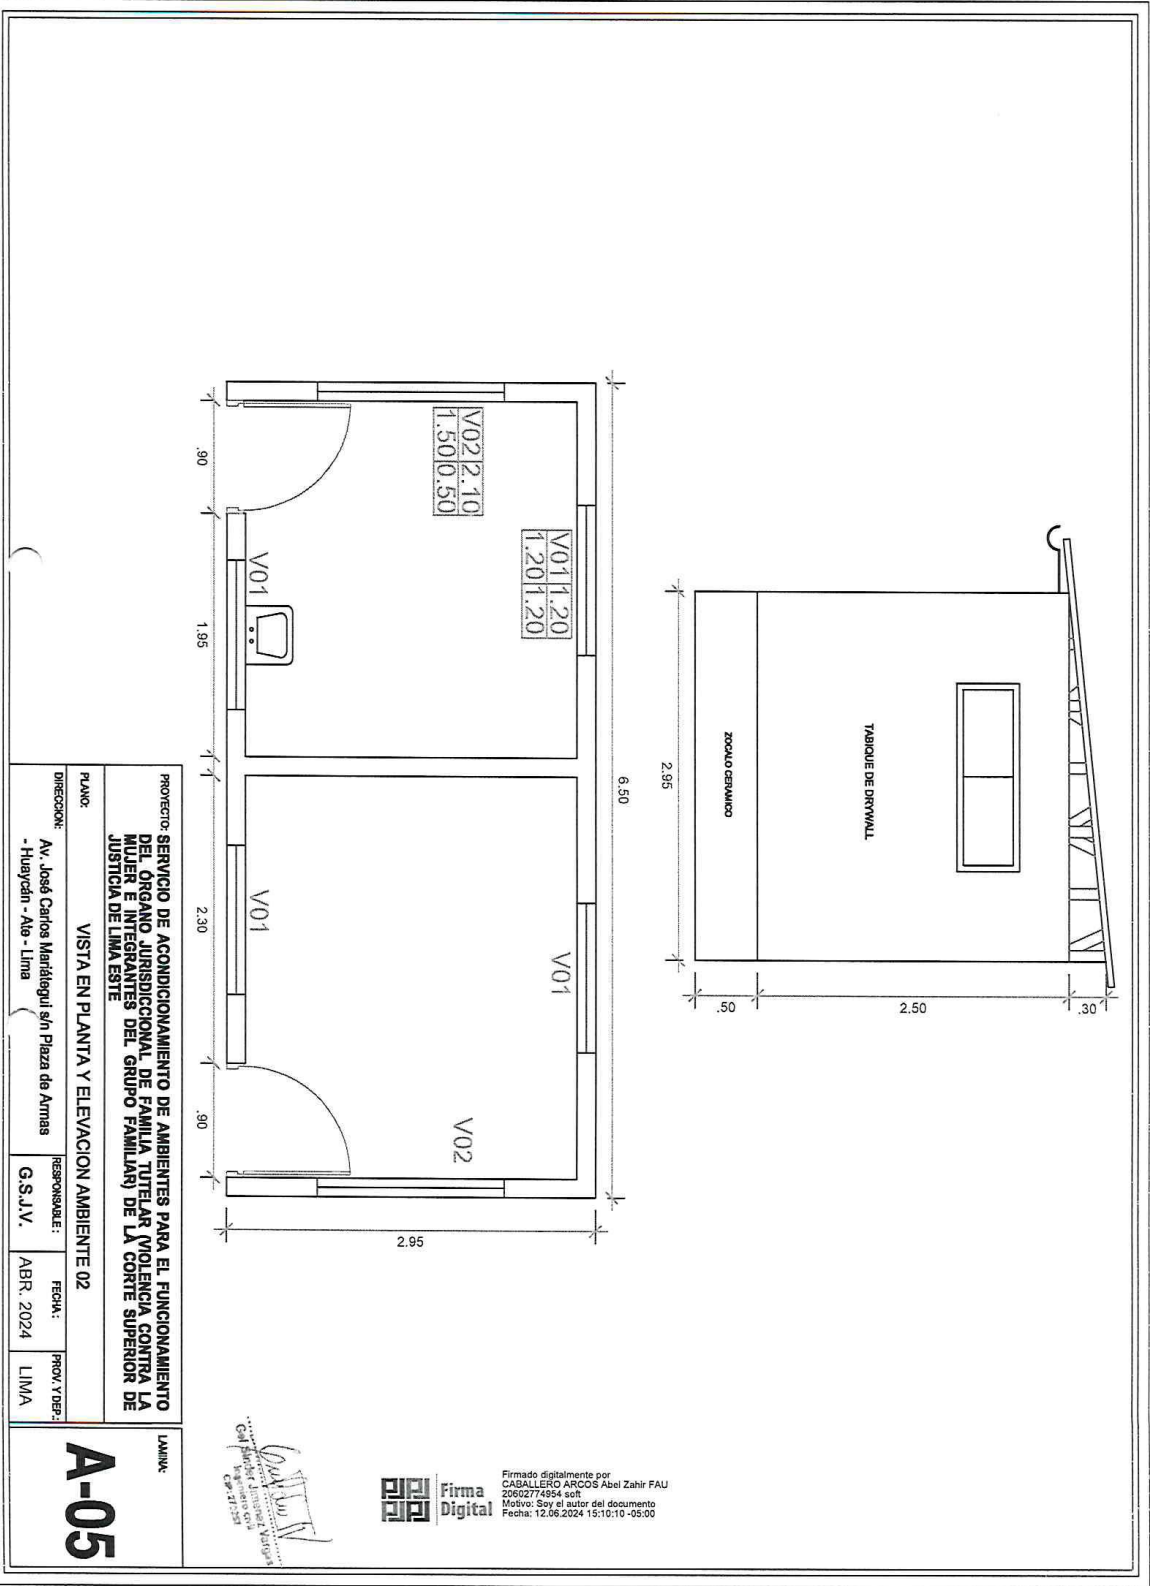 .50
2.50
.30
2.95
ZOCALO CERAMICO
TABIQUE DE DRYWALL
6.50
V01 1.20
1.20 1.20
V02 2.10
1.50 0.50
V01
V01
V02
V01
.90
1.95
2.30
.90
2.95
PROYECTO: SERVICIO DE ACONDICIONAMIENTO DE AMBIENTES PARA EL FUNCIONAMIENTO
DEL ÓRGANO JURISDICCIONAL DE FAMILIA TUTELAR (VIOLENCIA CONTRA LA
MUJER E INTEGRANTES DEL GRUPO FAMILIAR) DE LA CORTE SUPERIOR DE
JUSTICIA DE LIMA ESTE
PLANO: VISTA EN PLANTA Y ELEVACION AMBIENTE 02
DIRECCION: Av. José Carlos Mariátegui s/n Plaza de Armas
- Huaycán - Ate - Lima
RESPONSABLE :
G.S.J.V.
FECHA :
ABR. 2024
PROV. Y DEP.:
LIMA
LAMINA:
A-05
Jimenez Vargas
Ingeniero Civil
Firma
Digital
Firmado digitalmente por
CABALLERO ARCOS Abel Zahir FAU
20602774954 soft
Motivo: Soy el autor del documento
Fecha: 12.06.2024 15:10:10 -05:00